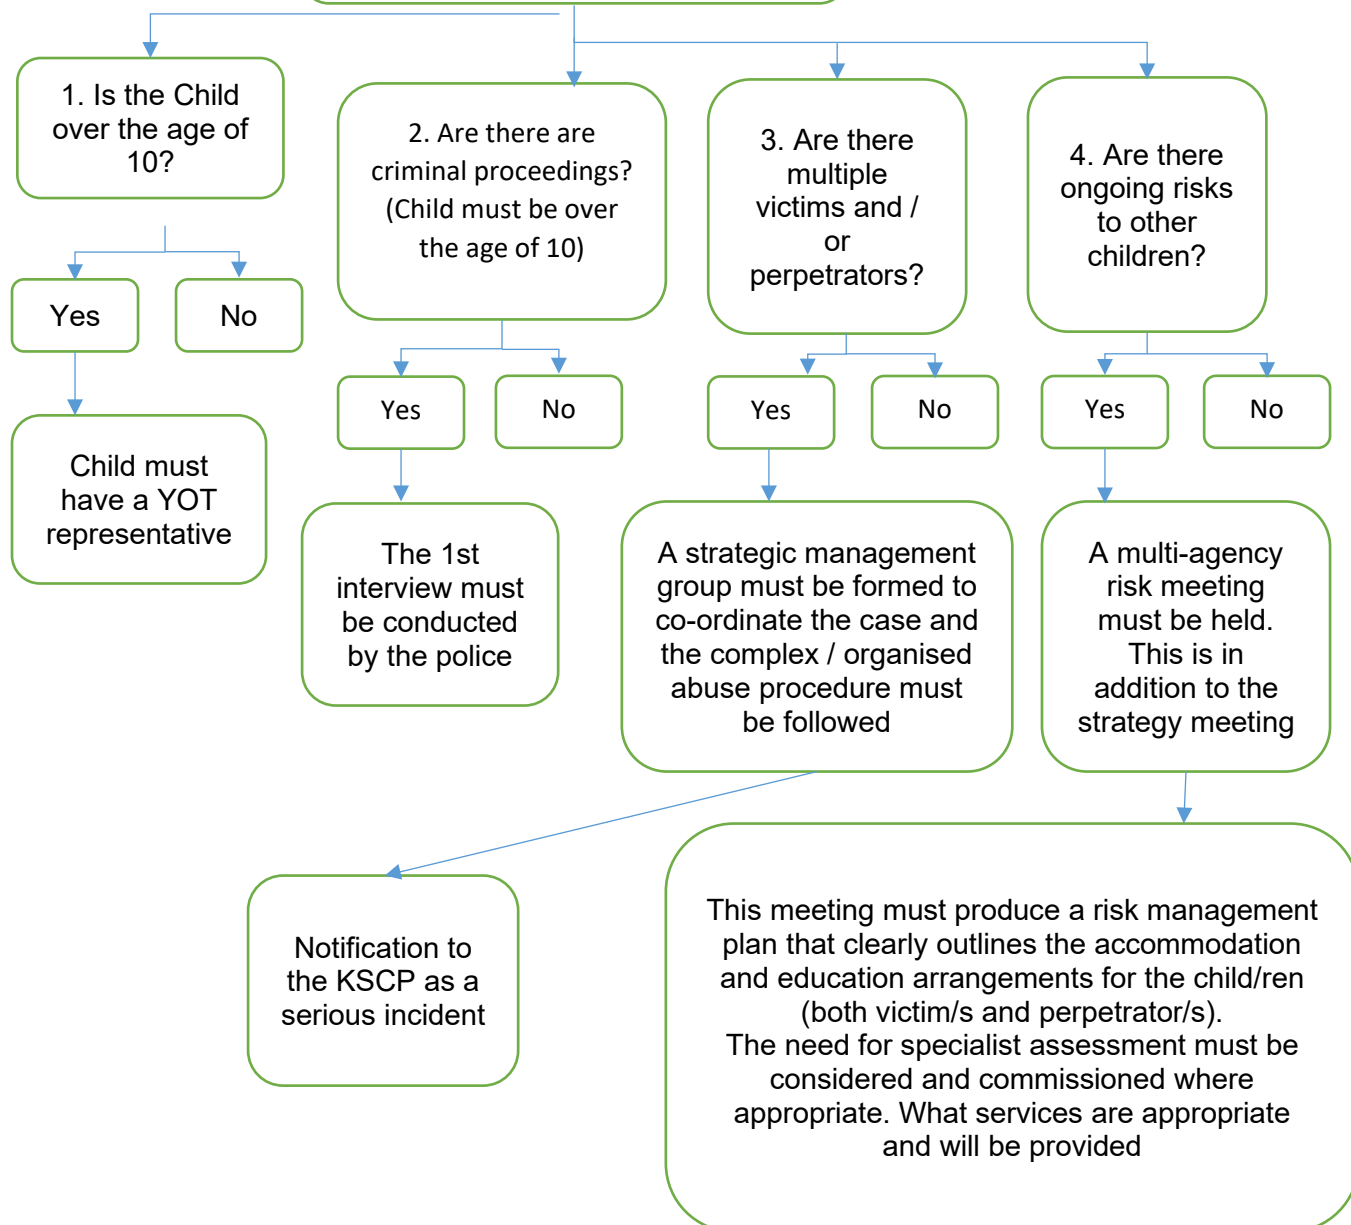 1. Is the Child
over the age of
10?
2. Are there are
criminal proceedings?
(Child must be over
the age of 10)
3. Are there
multiple
victims and /
or
perpetrators?
4. Are there
ongoing risks
to other
children?
Yes
No
Yes
No
Yes
No
Yes
No
Child must
have a YOT
representative
The 1st
interview must
be conducted
by the police
A strategic management
group must be formed to
co-ordinate the case and
the complex / organised
abuse procedure must
be followed
A multi-agency
risk meeting
must be held.
This is in
addition to the
strategy meeting
Notification to
the KSCP as a
serious incident
This meeting must produce a risk management
plan that clearly outlines the accommodation
and education arrangements for the child/ren
(both victim/s and perpetrator/s).
The need for specialist assessment must be
considered and commissioned where
appropriate. What services are appropriate
and will be provided